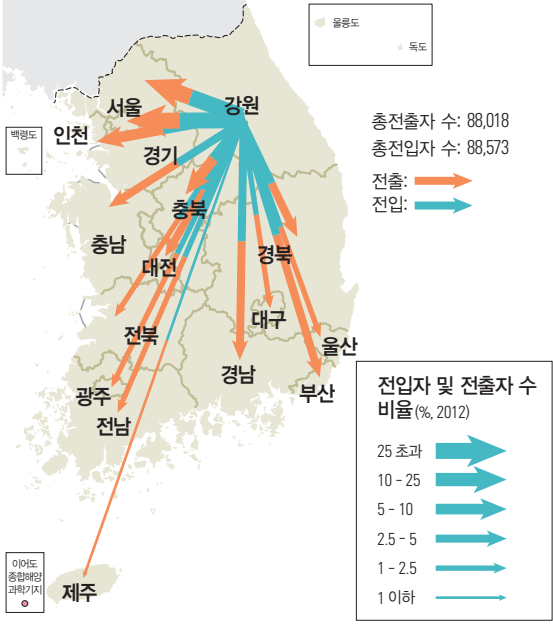 울릉도
독도
강원
서울
인천
백령도
경기
총전출자 수: 88,018
총전입자 수: 88,573
전출:
전입:
충북
충남
대전
경북
대구
전북
울산
경남
부산
광주
전남
제주
이어도
종합해양
과학기지
전입자 및 전출자 수
비율(%, 2012)
25 초과
10 - 25
5 - 10
2.5 - 5
1 - 2.5
1 이하